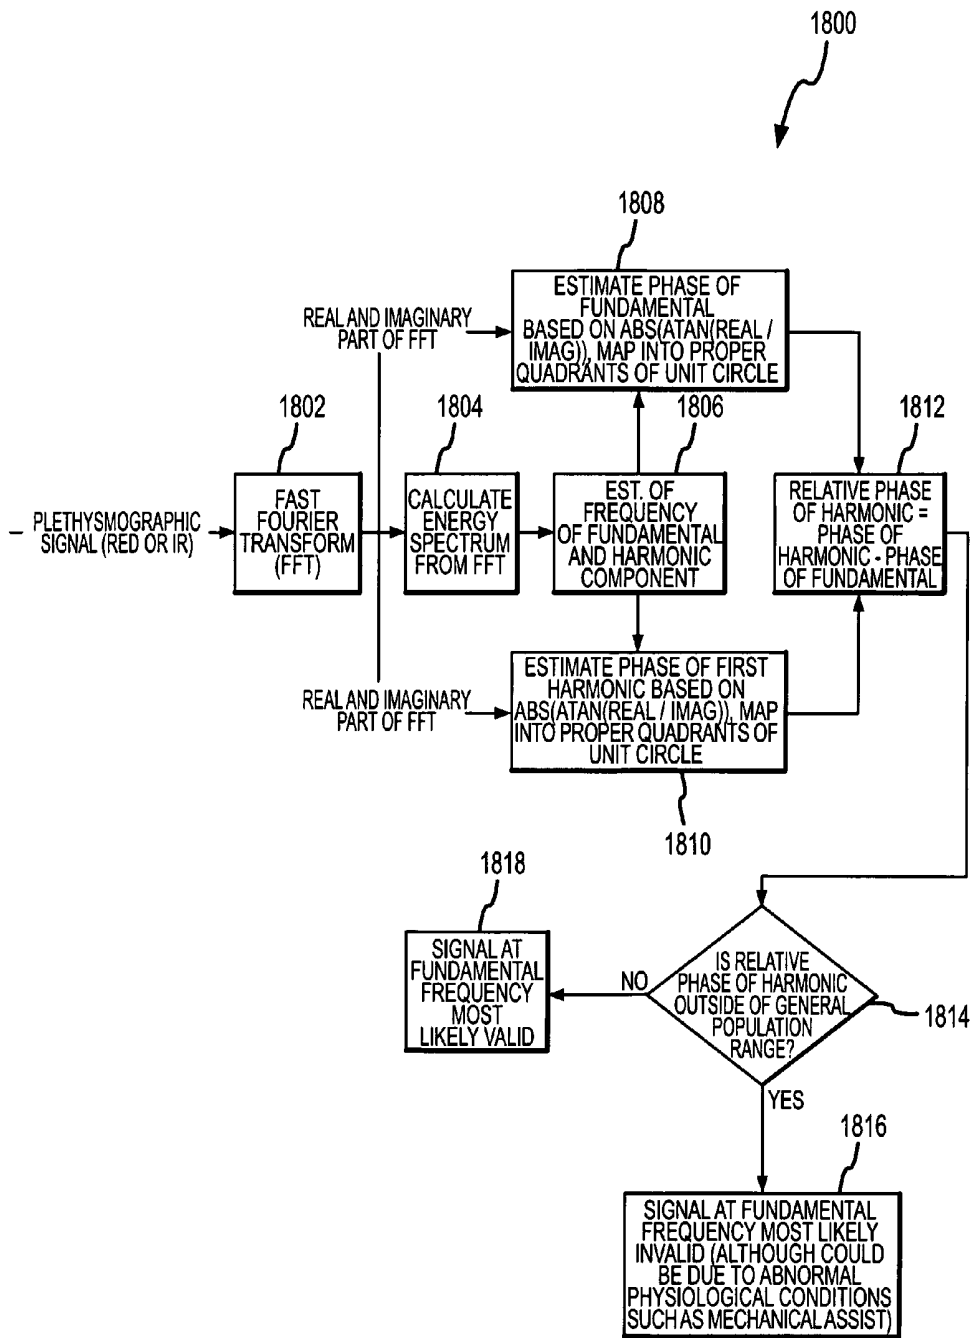 1800
1808
ESTIMATE PHASE OF
FUNDAMENTAL
BASED ON ABS(ATAN(REAL /
IMAG)), MAP INTO PROPER
QUADRANTS OF UNIT CIRCLE
REAL AND IMAGINARY
PART OF FFT
1802
1804
1806
1812
PLETHYSMOGRAPHIC
SIGNAL (RED OR IR)
FAST
FOURIER
TRANSFORM
(FFT)
CALCULATE
ENERGY
SPECTRUM
FROM FFT
EST. OF
FREQUENCY
OF FUNDAMENTAL
AND HARMONIC
COMPONENT
RELATIVE PHASE
OF HARMONIC =
PHASE OF
HARMONIC - PHASE
OF FUNDAMENTAL
REAL AND IMAGINARY
PART OF FFT
ESTIMATE PHASE OF FIRST
HARMONIC BASED ON
ABS(ATAN(REAL / IMAG)), MAP
INTO PROPER QUADRANTS OF
UNIT CIRCLE
1810
1818
SIGNAL AT
FUNDAMENTAL
FREQUENCY
MOST
LIKELY VALID
NO
IS RELATIVE
PHASE OF HARMONIC
OUTSIDE OF GENERAL
POPULATION
RANGE?
1814
YES
1816
SIGNAL AT FUNDAMENTAL
FREQUENCY MOST LIKELY
INVALID (ALTHOUGH COULD
BE DUE TO ABNORMAL
PHYSIOLOGICAL CONDITIONS
SUCH AS MECHANICAL ASSIST)